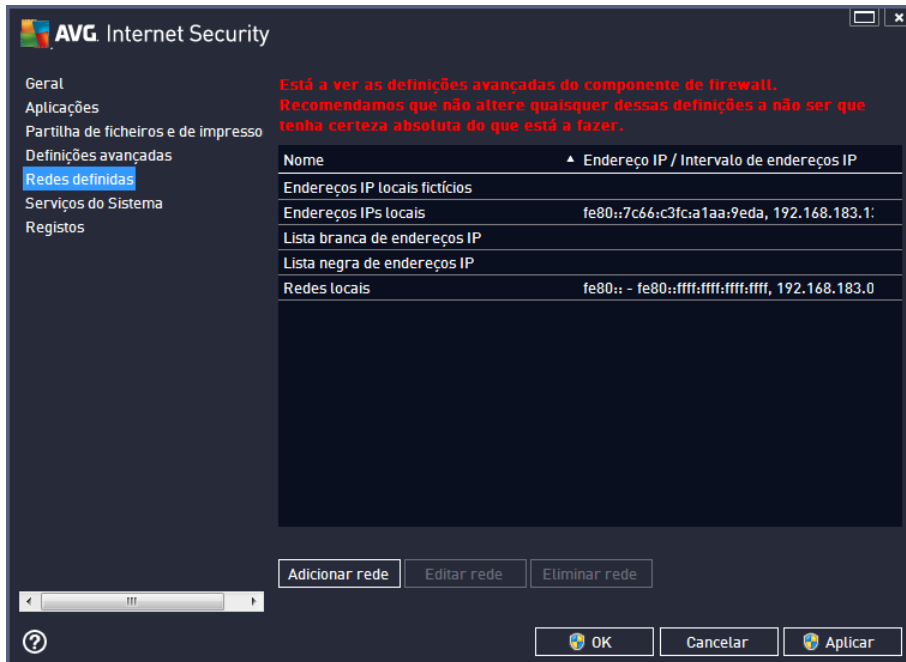 AVG. Internet Security
Geral
Aplicações
Partilha de ficheiros e de impresso
Definições avançadas
Redes definidas
Serviços do Sistema
Registos
Está a ver as definições avançadas do componente de firewall.
Recomendamos que não altere quaisquer dessas definições a não ser que
tenha certeza absoluta do que está a fazer.
Nome Endereço IP / Intervalo de endereços IP
Endereços IP locais fictícios
Endereços IPs locais fe80::7c66:c3fc:a1aa:9eda, 192.168.183.1
Lista branca de endereços IP
Lista negra de endereços IP
Redes locais fe80:: - fe80::ffff:ffff:ffff:ffff, 192.168.183.0
Adicionar rede Editar rede Eliminar rede
OK Cancelar Aplicar